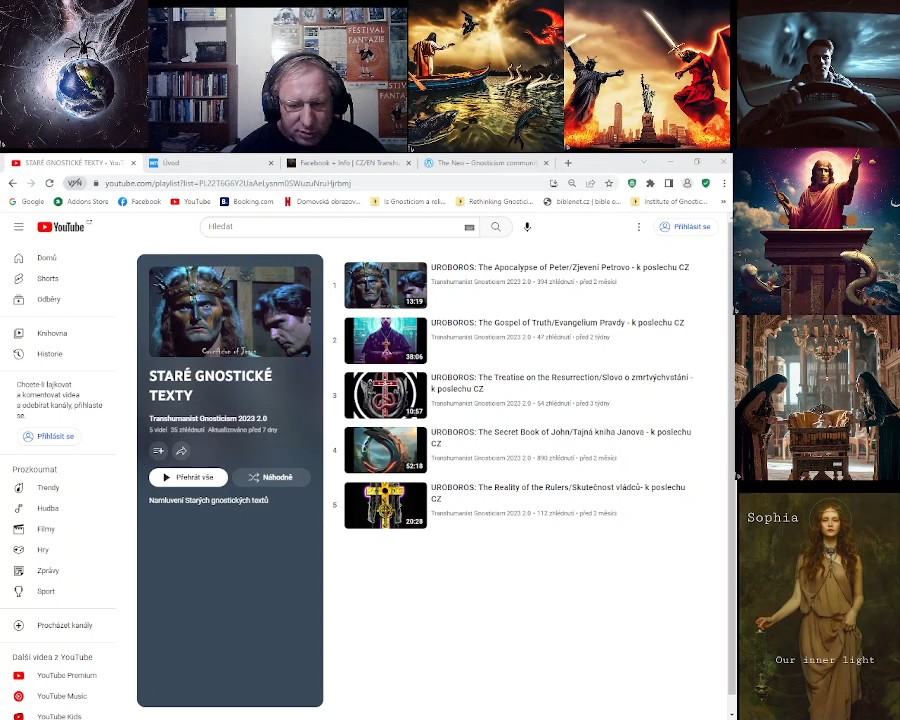 FESTIVAL
FANTAZIE
FESTI
FANTA
STARÉ GNOSTICKÉ TEXTY - YouT
Úvod
Facebook + Info | CZ/EN Transhu
The Neo – Gnosticism communit
VPN
youtube.com/playlist?list=PL22T6G6Y2UaAeLysnm0SWuzuNruHjrbmj
Google
Addons Store
Facebook
YouTube
Booking.com
Domovská obrazov...
Is Gnosticism a reli...
Rethinking Gnostici...
biblenet.cz | bible o...
Institute of Gnostic...
YouTube CZ
Hledat
Přihlásit se
Domů
Shorts
Odběry
Knihovna
Historie
Chcete-li lajkovat
a komentovat videa
a odebírat kanály, přihlaste
se.
Přihlásit se
Prozkoumat
Trendy
Hudba
Filmy
Hry
Zprávy
Sport
Procházet kanály
Další videa z YouTube
YouTube Premium
YouTube Music
YouTube Kids
Crucifixion of Jesus
STARÉ GNOSTICKÉ
TEXTY
Transhumanist Gnosticism 2023 2.0
5 videí 35 zhlédnutí Aktualizováno před 7 dny
Přehrát vše
Náhodně
Namluvení Starých gnostických textů
1
13:19
UROBOROS: The Apocalypse of Peter/Zjevení Petrovo - k poslechu CZ
Transhumanist Gnosticism 2023 2.0 • 394 zhlédnutí • před 2 měsíci
2
38:06
UROBOROS: The Gospel of Truth/Evangelium Pravdy - k poslechu CZ
Transhumanist Gnosticism 2023 2.0 • 47 zhlédnutí • před 2 týdny
3
10:57
UROBOROS: The Treatise on the Resurrection/Slovo o zmrtvýchvstání -
k poslechu CZ
Transhumanist Gnosticism 2023 2.0 • 54 zhlédnutí • před 3 týdny
4
52:18
UROBOROS: The Secret Book of John/Tajná kniha Janova - k poslechu
CZ
Transhumanist Gnosticism 2023 2.0 • 890 zhlédnutí • před 2 měsíci
5
20:28
UROBOROS: The Reality of the Rulers/Skutečnost vládců- k poslechu
CZ
Transhumanist Gnosticism 2023 2.0 • 112 zhlédnutí • před 2 měsíci
Sophia
Our inner light